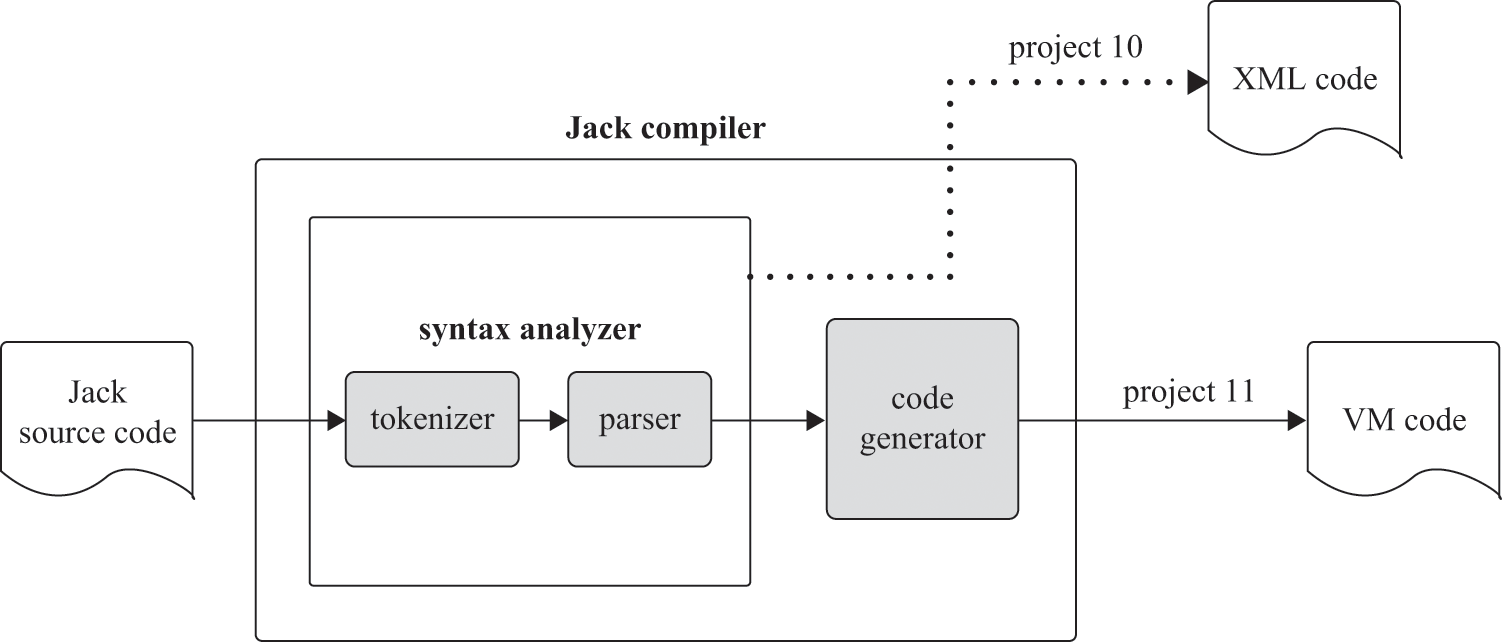 project 10
XML code
Jack compiler
syntax analyzer
Jack
source code
tokenizer
parser
code
generator
project 11
VM code